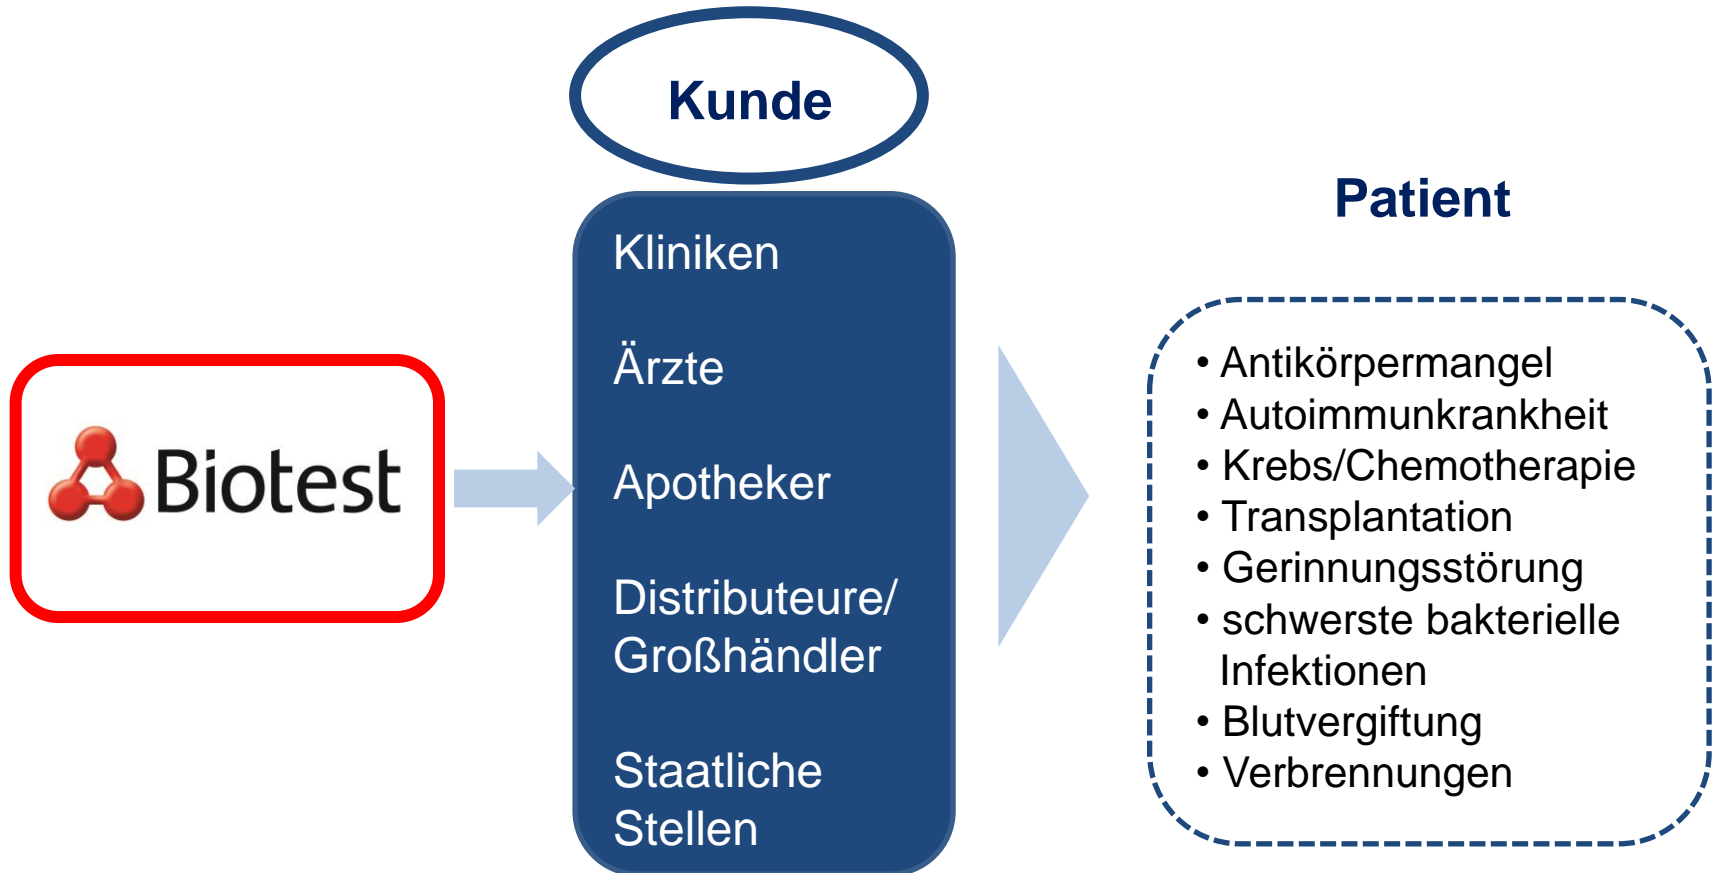 Kunde
Biotest
Kliniken
Ärzte
Apotheker
Distributeure/
Großhändler
Staatliche
Stellen
Patient
• Antikörpermangel
• Autoimmunkrankheit
• Krebs/Chemotherapie
• Transplantation
• Gerinnungsstörung
• schwerste bakterielle
Infektionen
• Blutvergiftung
• Verbrennungen